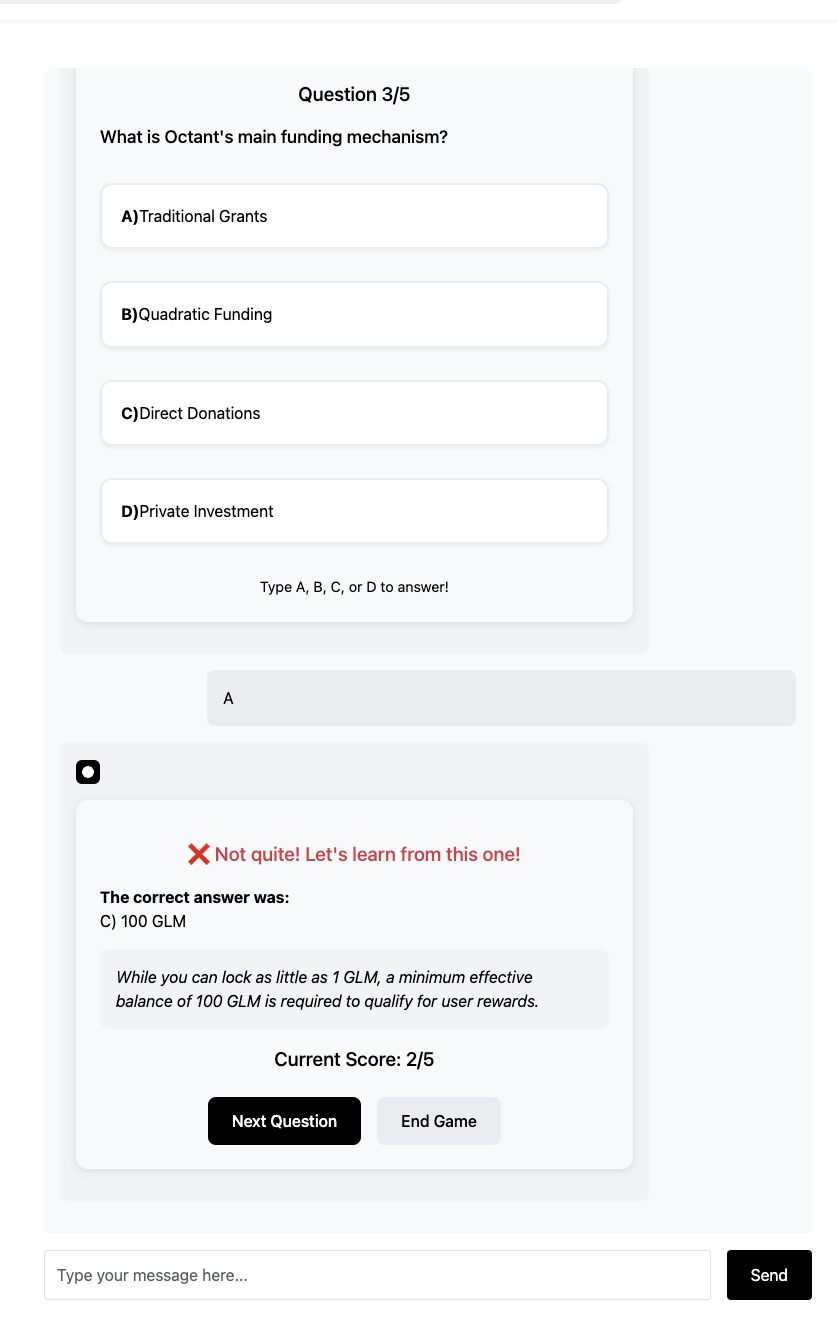 Question 3/5
What is Octant's main funding mechanism?
A)Traditional Grants
B)Quadratic Funding
C)Direct Donations
D)Private Investment
Type A, B, C, or D to answer!
A
❌ Not quite! Let's learn from this one!
The correct answer was:
C) 100 GLM
While you can lock as little as 1 GLM, a minimum effective
balance of 100 GLM is required to qualify for user rewards.
Current Score: 2/5
Next Question
End Game
Type your message here...
Send